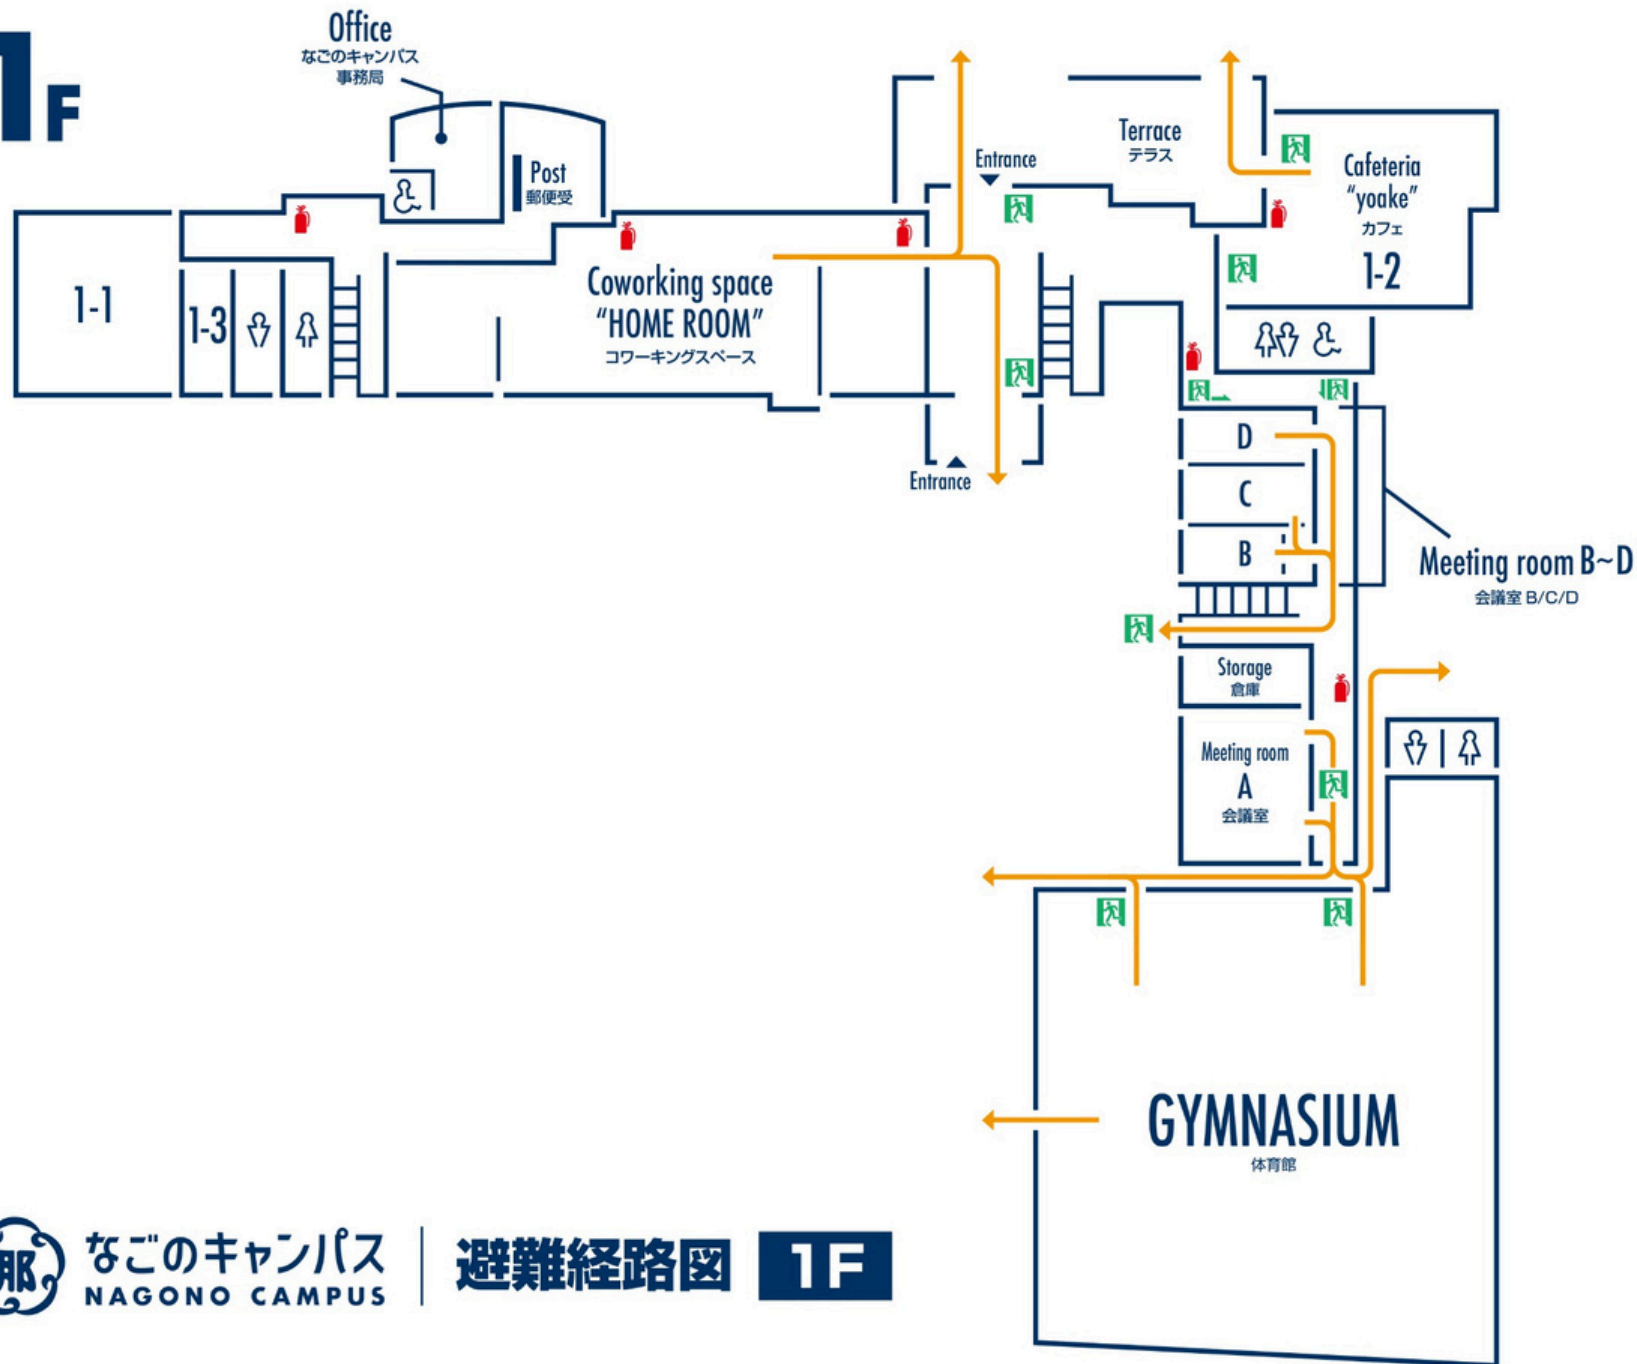 1F
Office
なごのキャンパス
事務局
Post
郵便受
Entrance
Terrace
テラス
Cafeteria
“yoake”
カフェ
1-2
1-1
1-3
Coworking space
“HOME ROOM”
コワーキングスペース
Entrance
D
C
B
Meeting room B~D
会議室 B/C/D
Storage
倉庫
Meeting room
A
会議室
GYMNASIUM
体育館
那
なごのキャンパス
NAGONO CAMPUS
避難経路図
1F